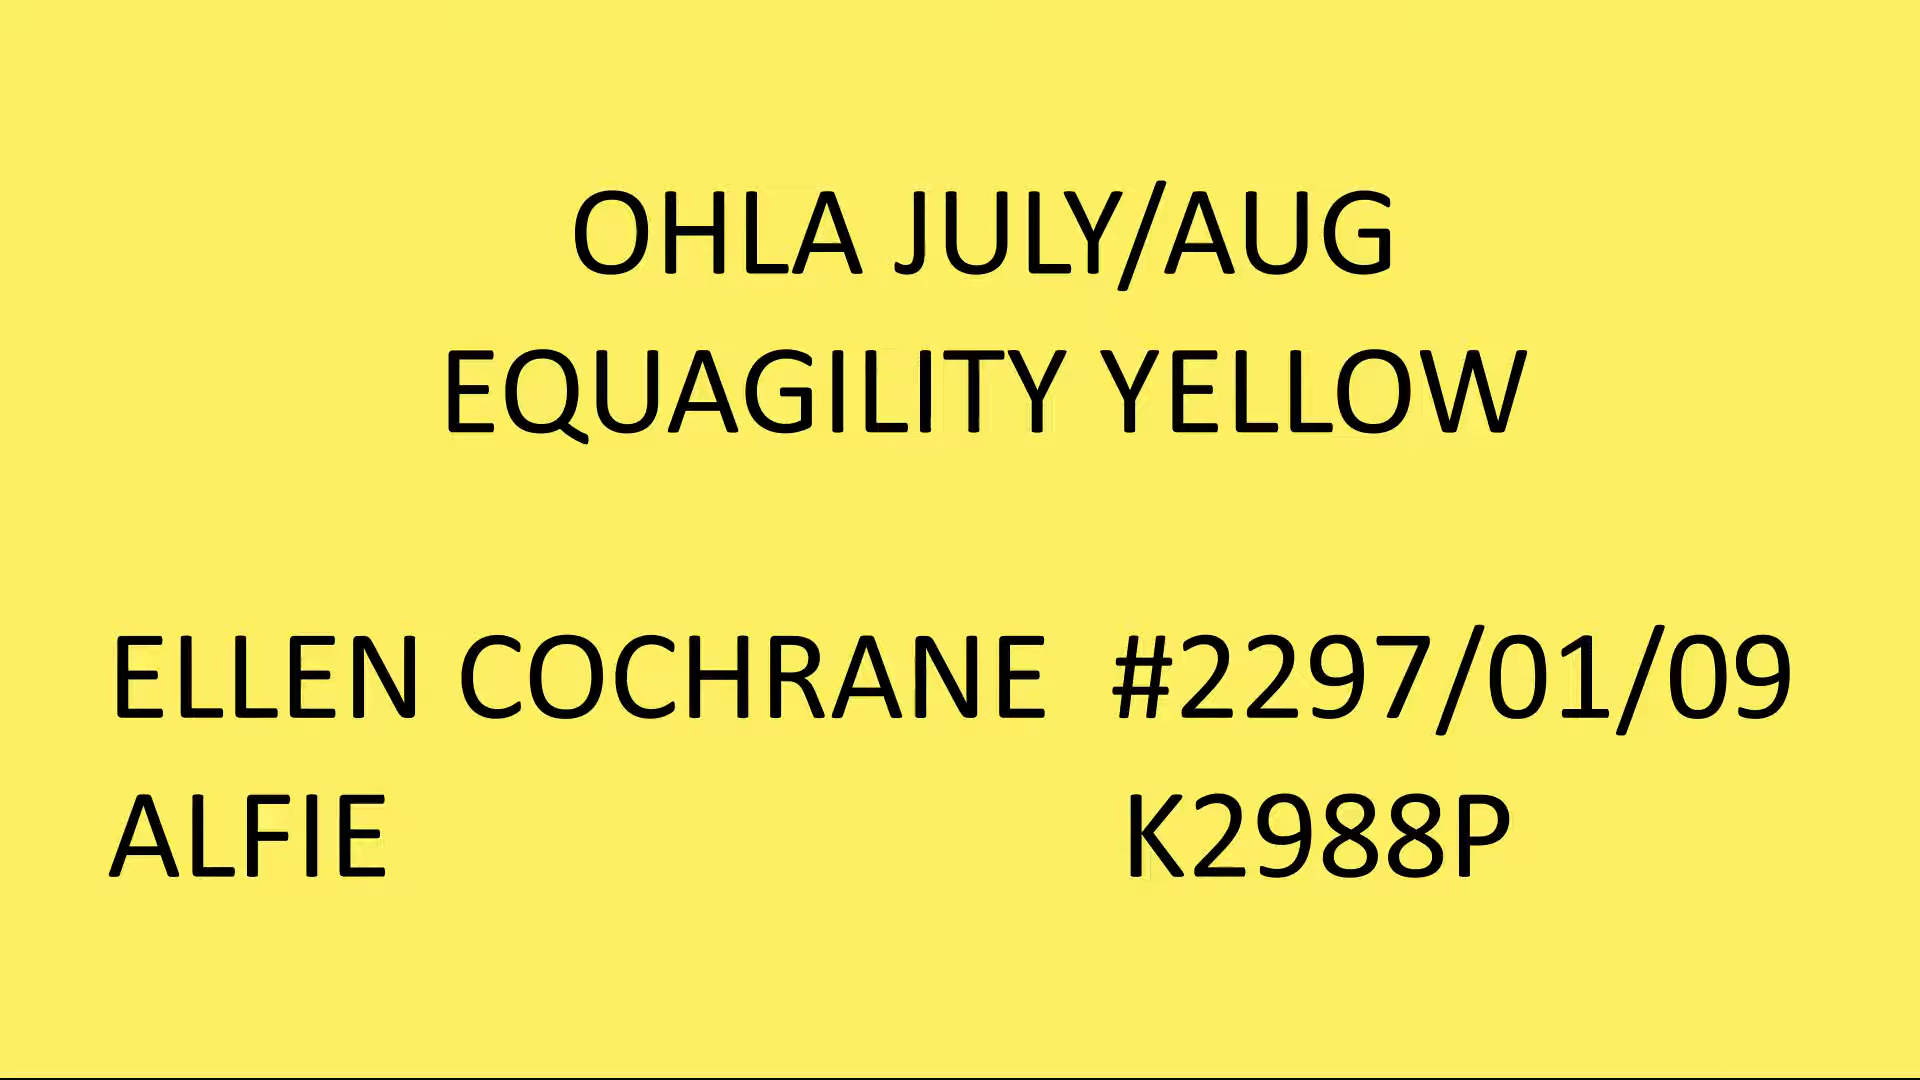 OHLA JULY/AUG
EQUAGILITY YELLOW
ELLEN COCHRANE #2297/01/09
ALFIE K2988P